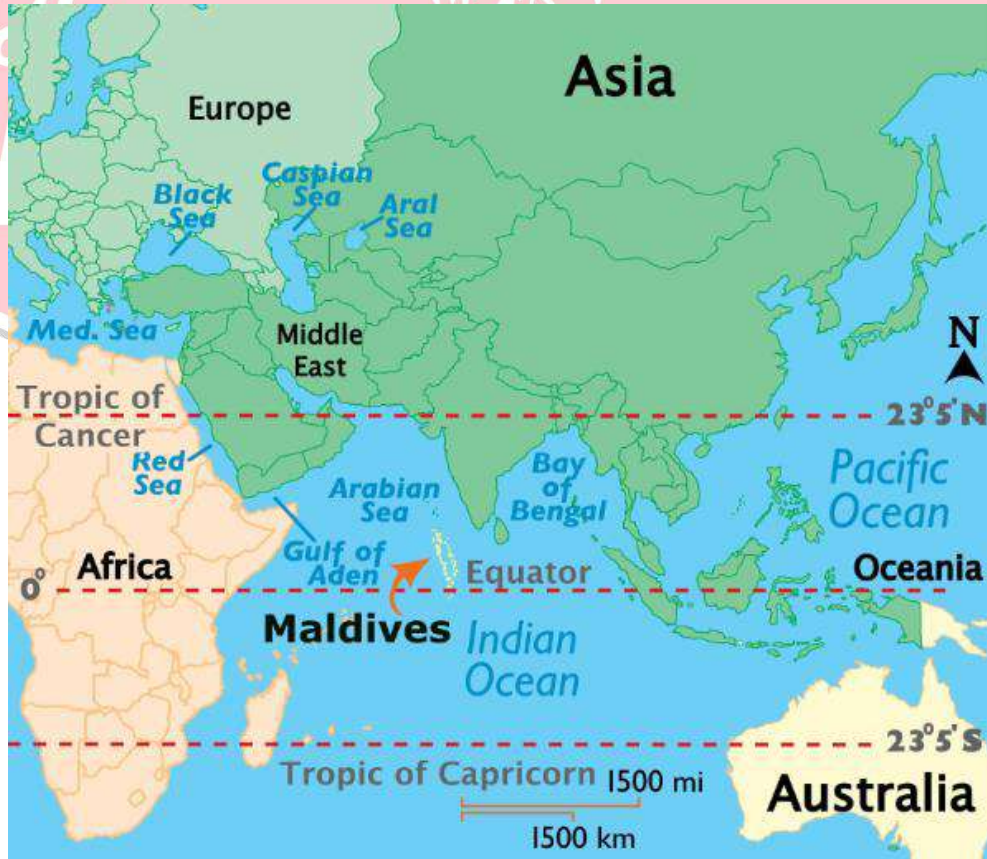 Asia
Europe
Caspian
Sea
Black
Sea
Aral
Sea
Med. Sea
Middle
East
N
Tropic of
Cancer
23°5'N
Red
Sea
Arabian
Sea
Bay
of
Bengal
Pacific
Ocean
Gulf of
Aden
Africa
Equator
Oceania
0°
Maldives
Indian
Ocean
23°5'S
Tropic of Capricorn
1500 mi
1500 km
Australia